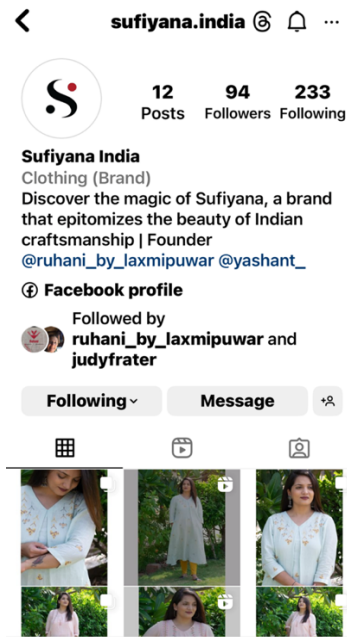 sufiyana.india
12
94
233
Posts
Followers
Following
Sufiyana India
Clothing (Brand)
Discover the magic of Sufiyana, a brand
that epitomizes the beauty of Indian
craftsmanship | Founder
@ruhani_by_laxmipuwar @yashant_
Facebook profile
Followed by
ruhani_by_laxmipuwar and
judyfrater
Following
Message